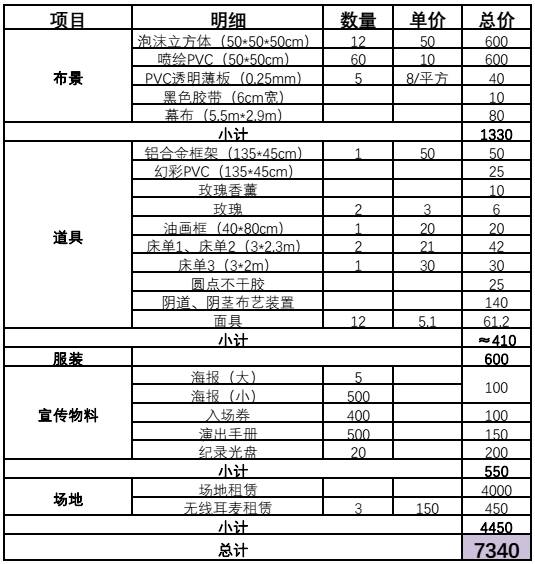 项目 明细 数量 单价 总价
布景
泡沫立方体（50*50*50cm） 12 50 600
喷绘PVC（50*50cm） 60 10 600
PVC透明薄板（0.25mm） 5 8/平方 40
黑色胶带（6cm宽） 10
幕布（5.5m*2.9m） 80
小计 1330
道具
铝合金框架（135*45cm） 1 50 50
幻彩PVC（135*45cm） 25
玫瑰香薰 10
玫瑰 2 3 6
油画框（40*80cm） 1 20 20
床单1、床单2（3*2.3m） 2 21 42
床单3（3*2m） 1 30 30
圆点不干胶 25
阴道、阴茎布艺装置 140
面具 12 5.1 61.2
小计 ≈410
服装 600
宣传物料
海报（大） 5 100
海报（小） 500
入场券 400 100
演出手册 500 150
纪录光盘 20 200
小计 550
场地
场地租赁 4000
无线耳麦租赁 3 150 450
小计 4450
总计 7340